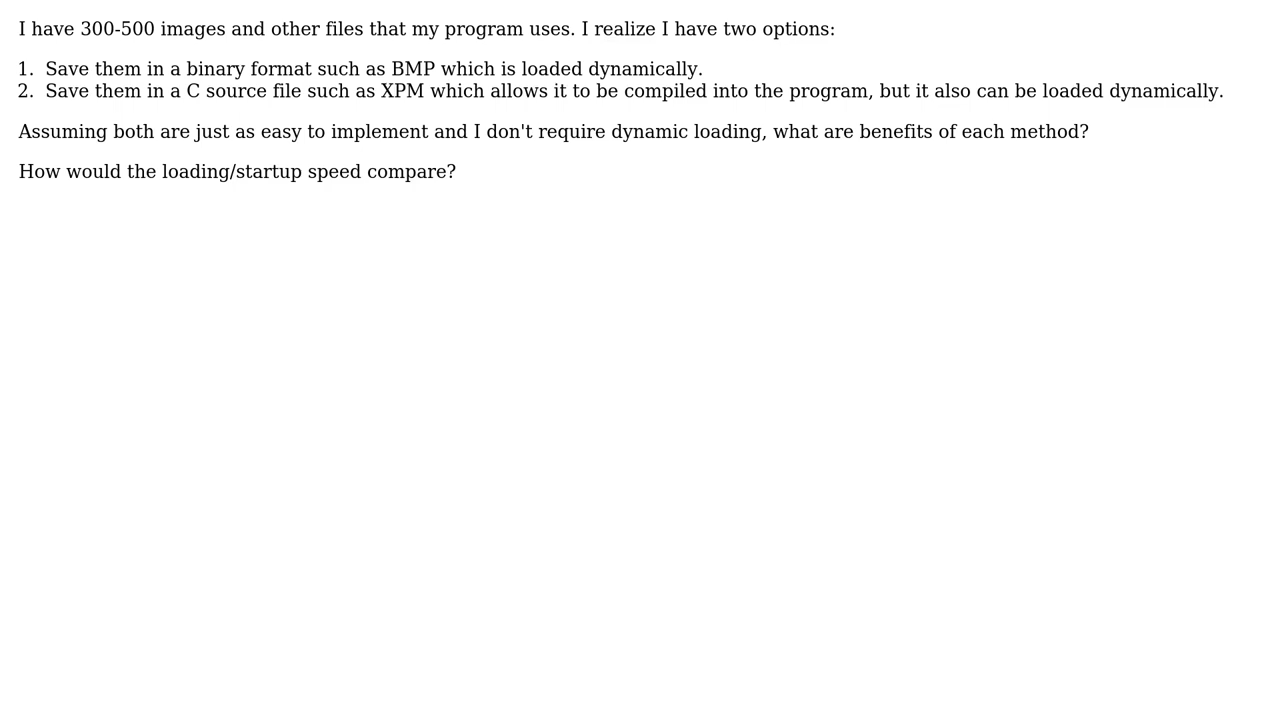 I have 300-500 images and other files that my program uses. I realize I have two options:
1. Save them in a binary format such as BMP which is loaded dynamically.
2. Save them in a C source file such as XPM which allows it to be compiled into the program, but it also can be loaded dynamically.
Assuming both are just as easy to implement and I don't require dynamic loading, what are benefits of each method?
How would the loading/startup speed compare?